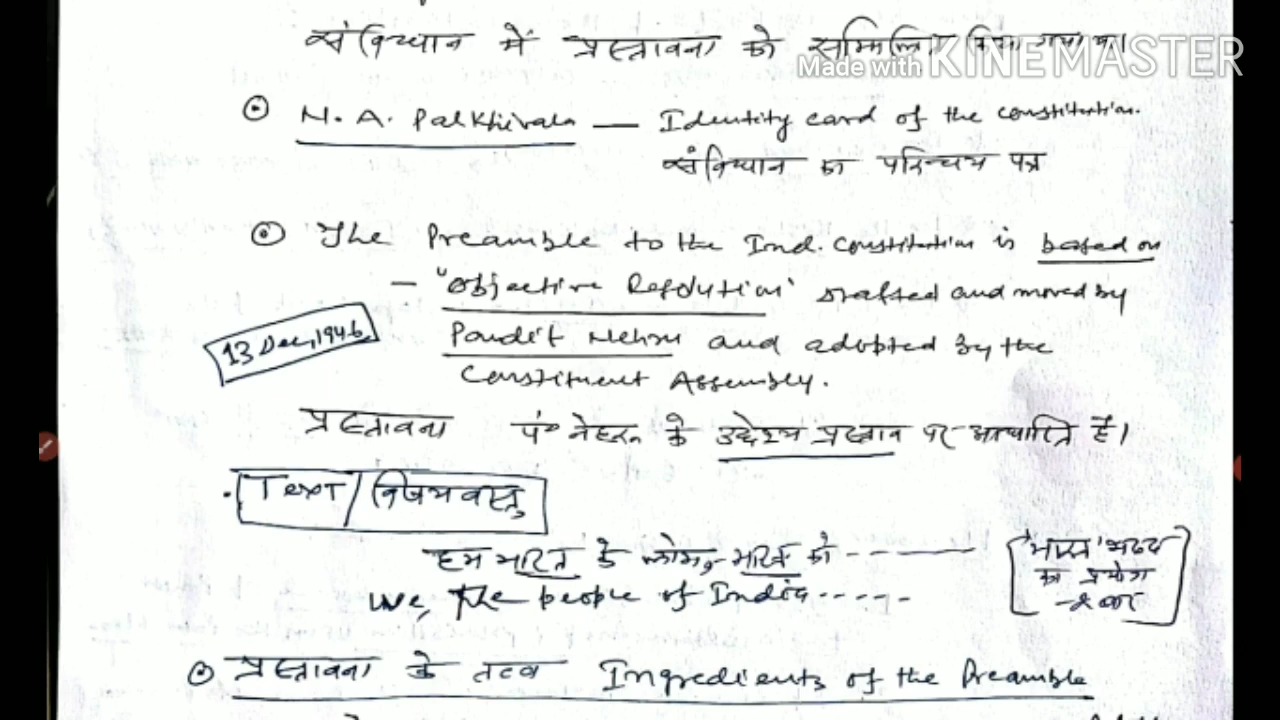 संविधान में प्रस्तावना को सम्मिलित किया गया था।
Made with KINEMASTER
N. A. Palkhivala — Identity card of the constitution.
संविधान का परिचय पत्र
The Preamble to the Ind. Constitution is based on
— "Objective Resolution" drafted and moved by
13 Dec, 1946
Pandit Nehru and adopted by the
Constituent Assembly.
प्रस्तावना पं० नेहरू के उद्देश्य प्रस्ताव पर आधारित है।
Text / विषयवस्तु
हम भारत के लोग, भारत को -----
'भारत' शब्द
का प्रयोग
- 2 बार
We, the people of India-----
प्रस्तावना के तत्व Ingredients of the Preamble